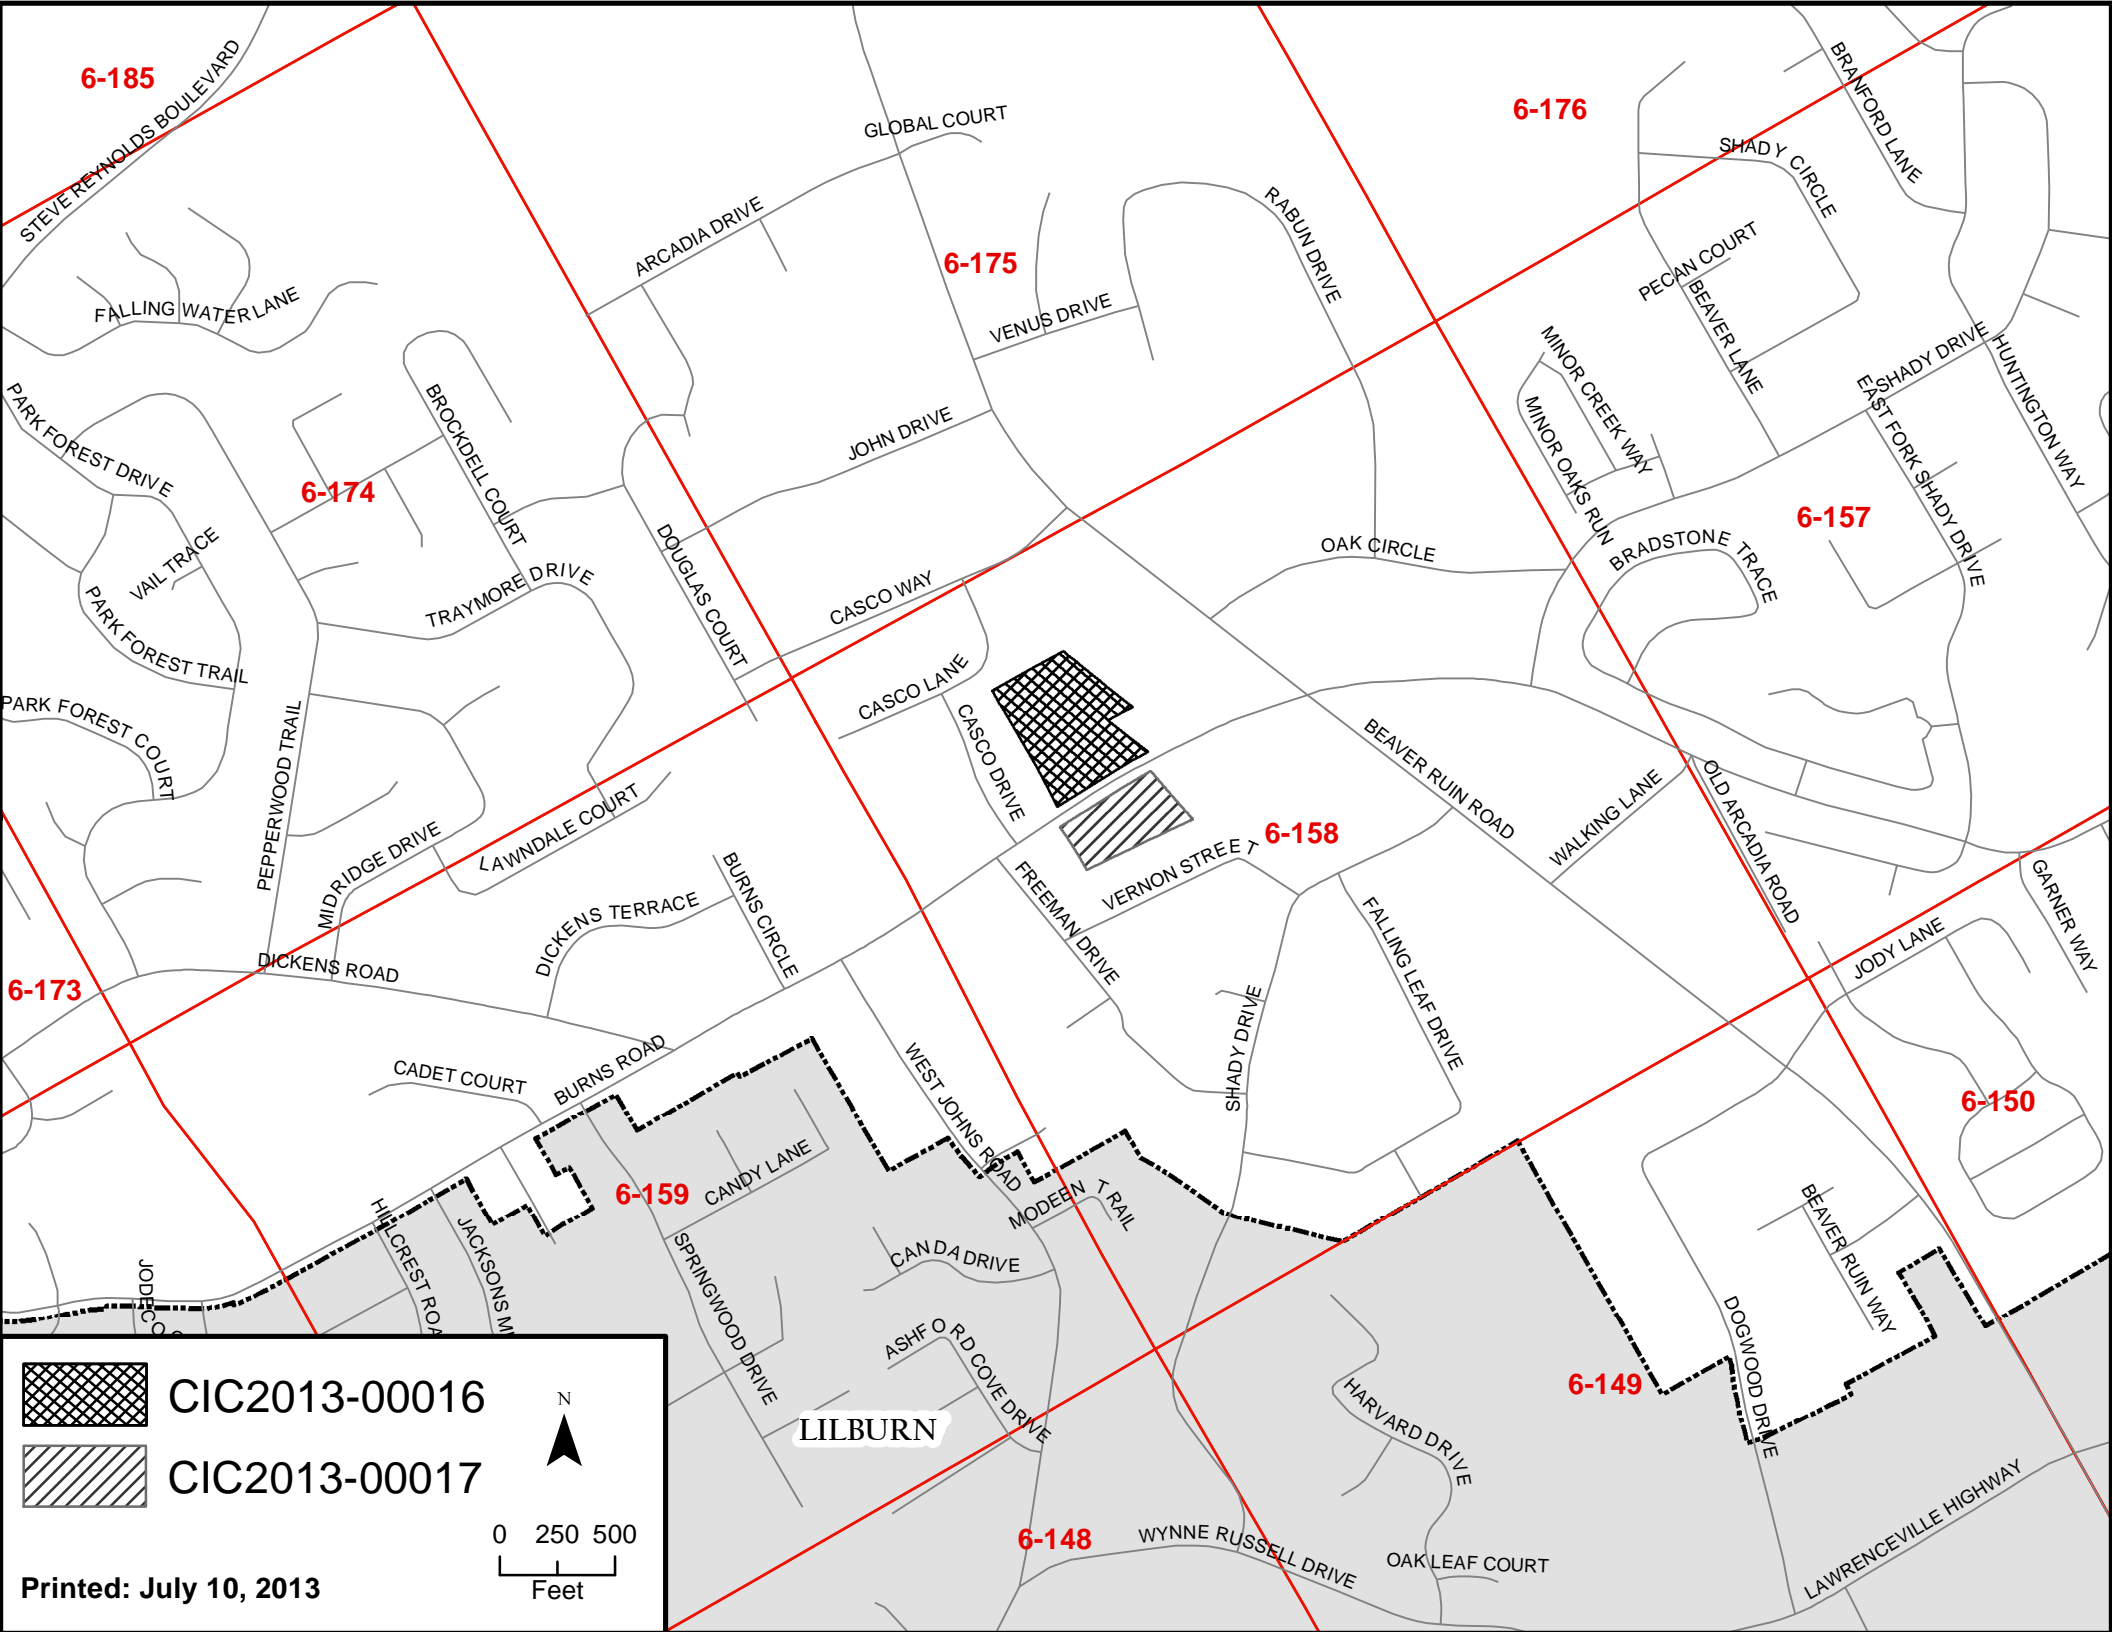 6-185
STEVE REYNOLDS BOULEVARD
6-176
BRANFORD LANE
GLOBAL COURT
SHADY CIRCLE
ARCADIA DRIVE
RABUN DRIVE
6-175
PECAN COURT
BEAVER LANE
FALLING WATER LANE
VENUS DRIVE
MINOR CREEK WAY
SHADY DRIVE
HUNTINGTON WAY
EAST FORK SHADY DRIVE
PARK FOREST DRIVE
BROCKDELL COURT
JOHN DRIVE
MINOR OAKS RUN
6-174
6-157
DOUGLAS COURT
VAIL TRACE
OAK CIRCLE
BRADSTONE TRACE
TRAYMORE DRIVE
CASCO WAY
PARK FOREST TRAIL
CASCO LANE
PARK FOREST COURT
PEPPERWOOD TRAIL
CASCO DRIVE
BEAVER RUIN ROAD
OLD ARCADIA ROAD
WALKING LANE
LAWNDALE COURT
MIDRIDGE DRIVE
6-158
VERNON STREET
BURNS CIRCLE
FREEMAN DRIVE
DICKENS TERRACE
FALLING LEAF DRIVE
GARNER WAY
JODY LANE
DICKENS ROAD
6-173
SHADY DRIVE
CADET COURT
BURNS ROAD
WEST JOHNS ROAD
6-150
CANDY LANE
6-159
MODEEN TRAIL
BEAVER RUIN WAY
HILLCREST ROA
JACKSONS MI
SPRINGWOOD DRIVE
CANDA DRIVE
JODECO C
DOGWOOD DRIVE
ASHFORD COVE DRIVE
HARVARD DRIVE
6-149
LILBURN
6-148
WYNNE RUSSELL DRIVE
OAK LEAF COURT
LAWRENCEVILLE HIGHWAY
CIC2013-00016
N
CIC2013-00017
0 250 500
Feet
Printed: July 10, 2013